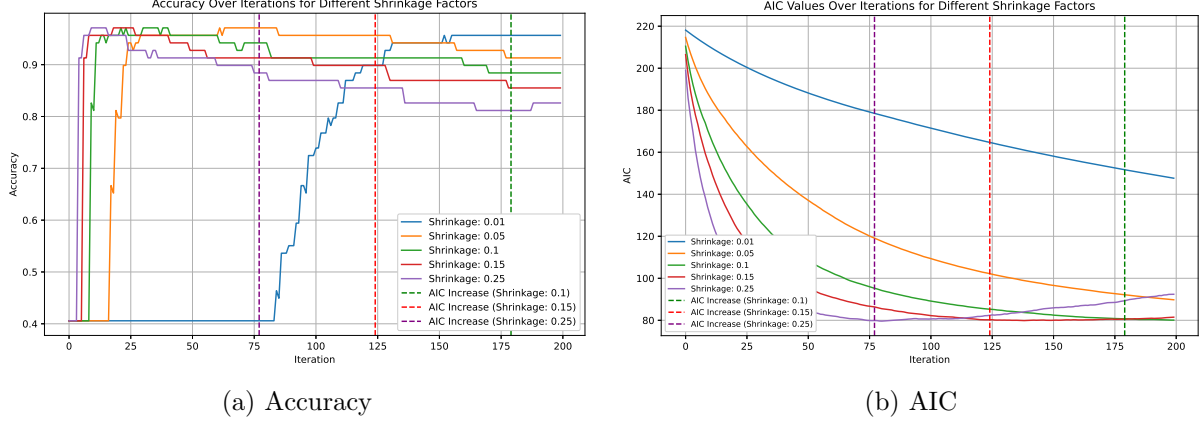 Accuracy Over Iterations for Different Shrinkage Factors
Accuracy
0.9
0.8
0.7
0.6
0.5
0.4
0
25
50
75
100
125
150
175
200
Iteration
Shrinkage: 0.01
Shrinkage: 0.05
Shrinkage: 0.1
Shrinkage: 0.15
Shrinkage: 0.25
AIC Increase (Shrinkage: 0.1)
AIC Increase (Shrinkage: 0.15)
AIC Increase (Shrinkage: 0.25)
(a) Accuracy
AIC Values Over Iterations for Different Shrinkage Factors
AIC
220
200
180
160
140
120
100
80
0
25
50
75
100
125
150
175
200
Iteration
Shrinkage: 0.01
Shrinkage: 0.05
Shrinkage: 0.1
Shrinkage: 0.15
Shrinkage: 0.25
AIC Increase (Shrinkage: 0.1)
AIC Increase (Shrinkage: 0.15)
AIC Increase (Shrinkage: 0.25)
(b) AIC